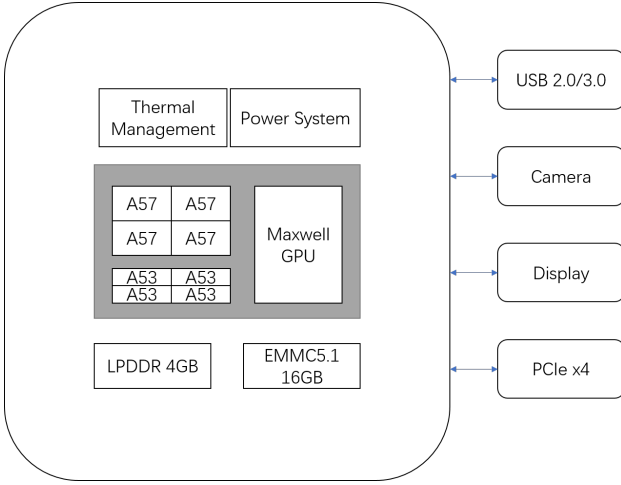 Thermal
Management
Power System
USB 2.0/3.0
Camera
A57 A57
A57 A57
Maxwell
GPU
A53 A53
A53 A53
Display
LPDDR 4GB
EMMC5.1
16GB
PCIe x4